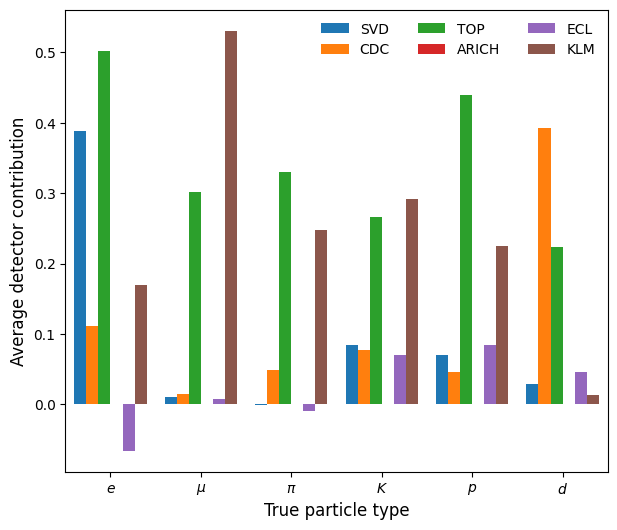 SVD TOP ECL
CDC ARICH KLM
0.5
0.4
0.3
0.2
0.1
0.0
Average detector contribution
e μ π K p d
True particle type